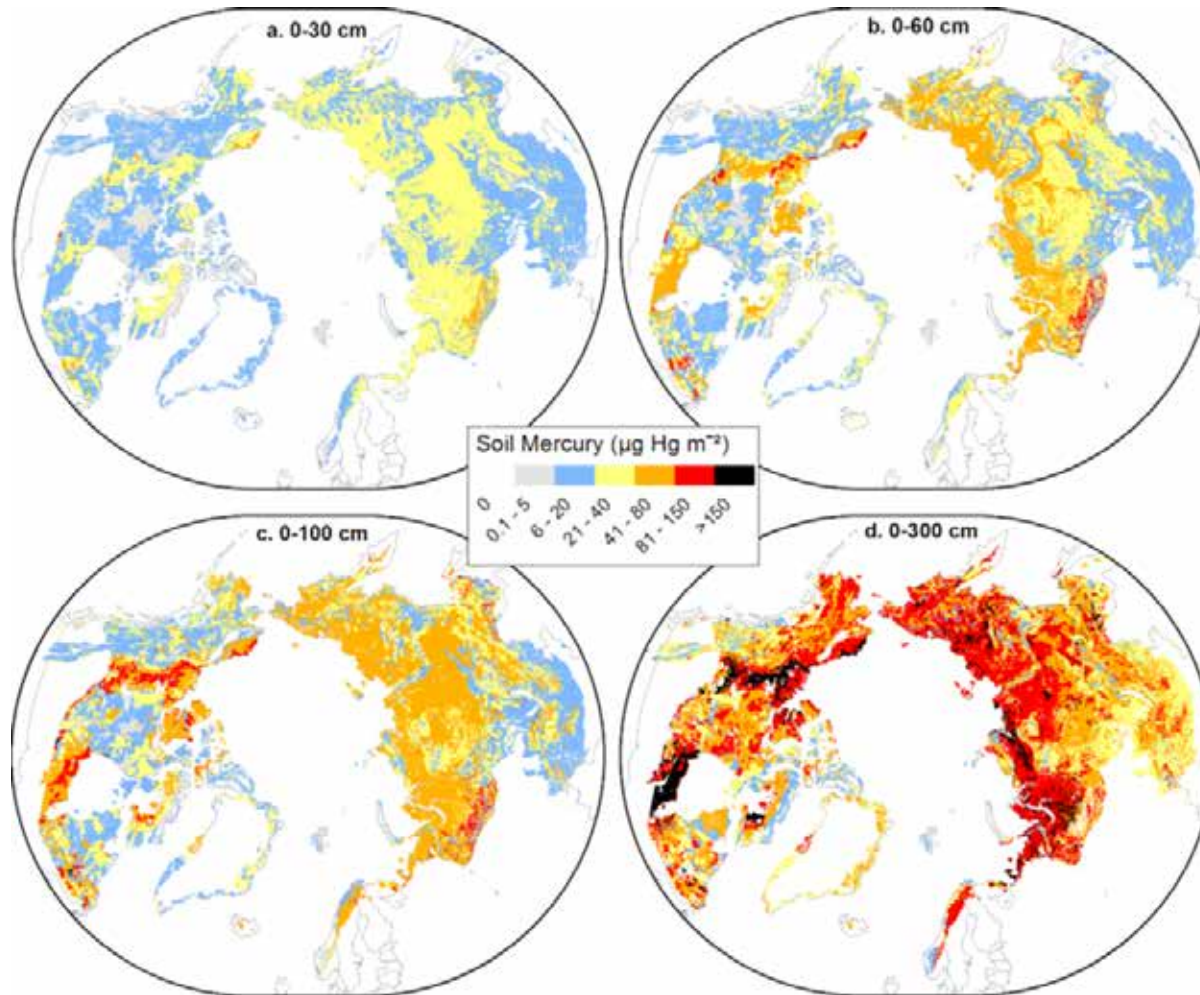 a. 0-30 cm
b. 0-60 cm
Soil Mercury (µg Hg m⁻²)
0
0.1 - 5
6 - 20
21 - 40
41 - 80
81 - 150
>150
c. 0-100 cm
d. 0-300 cm